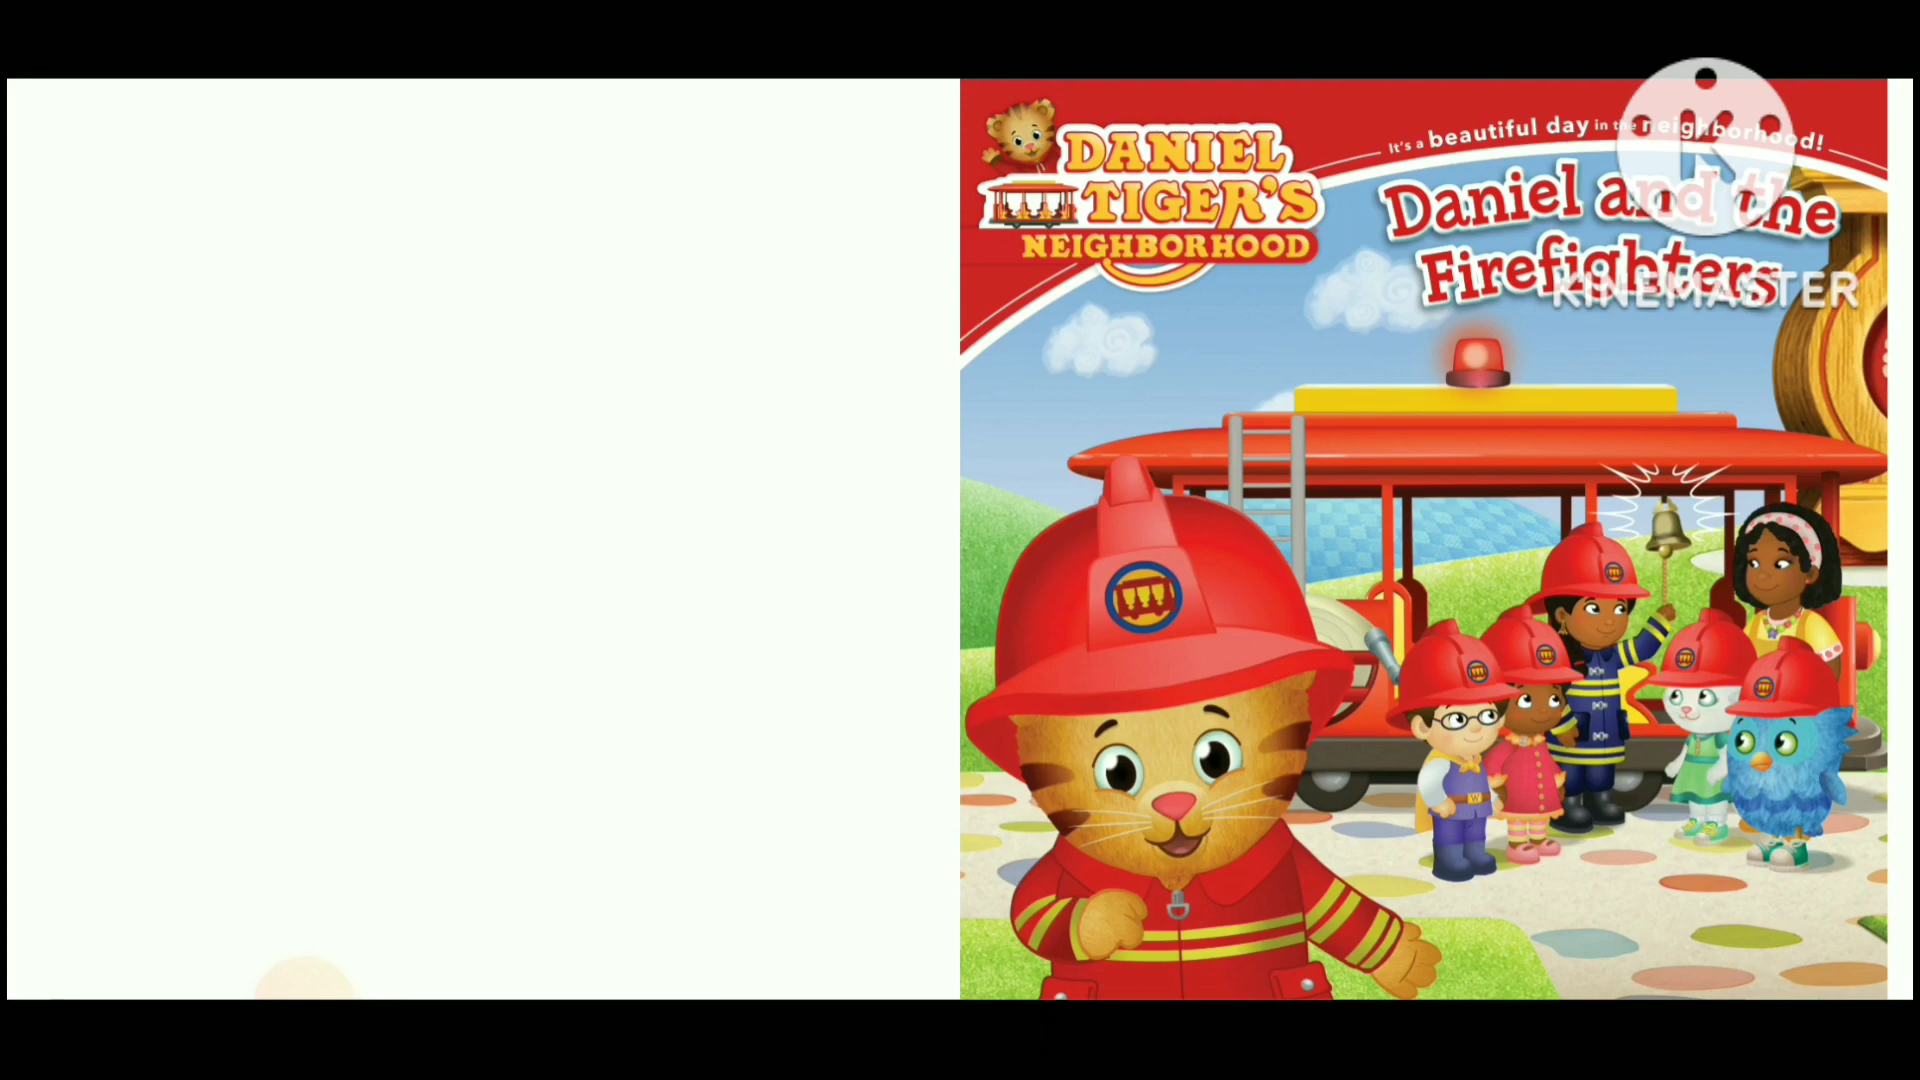 It's a beautiful day in the neighborhood!
DANIEL
TIGER'S
NEIGHBORHOOD
Daniel and the
Firefighters
K
KINEMASTER
W